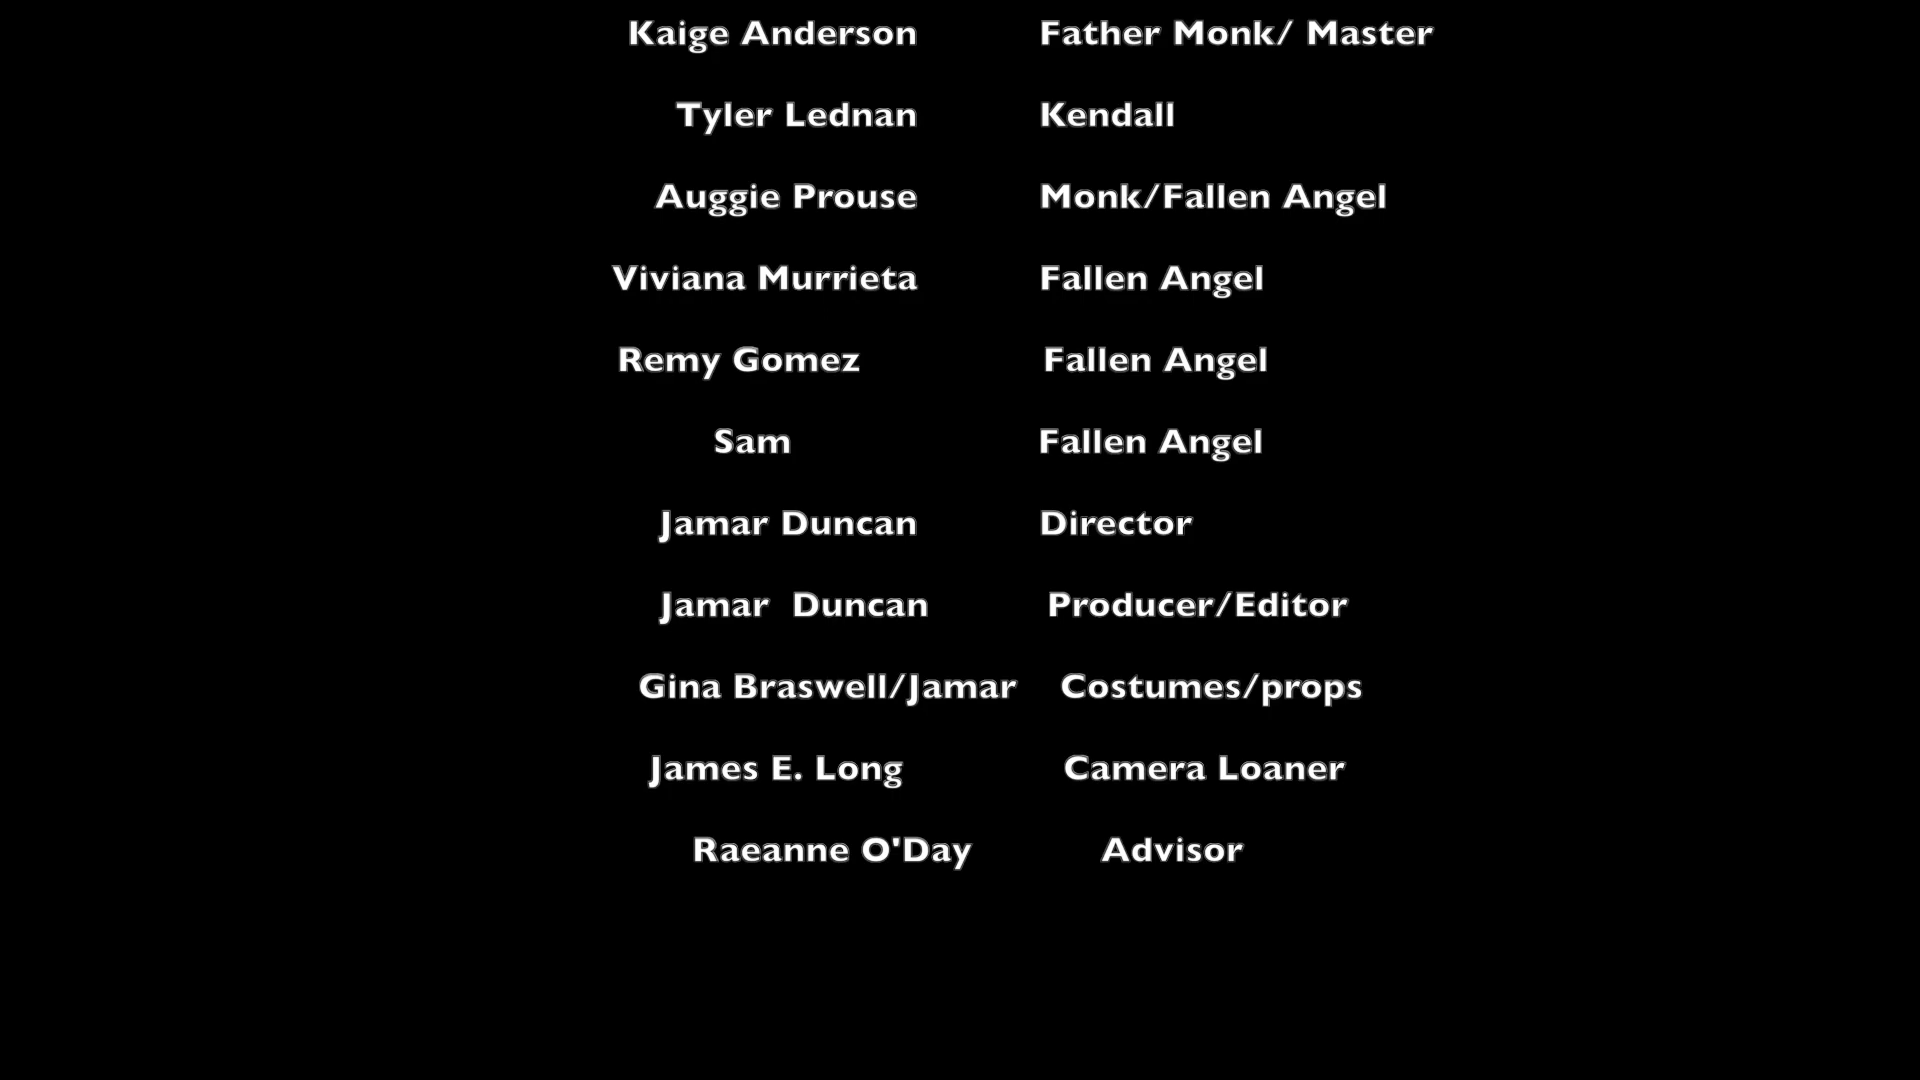 Kaige Anderson Father Monk/ Master
Tyler Lednan Kendall
Auggie Prouse Monk/Fallen Angel
Viviana Murrieta Fallen Angel
Remy Gomez Fallen Angel
Sam Fallen Angel
Jamar Duncan Director
Jamar  Duncan Producer/Editor
Gina Braswell/Jamar Costumes/props
James E. Long Camera Loaner
Raeanne O'Day Advisor